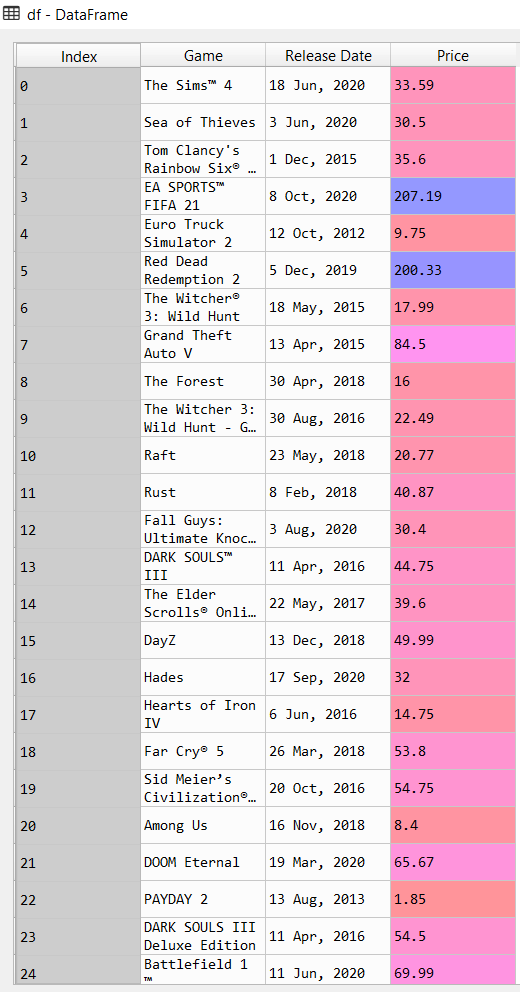 df - DataFrame
Index Game Release Date Price
0 The Sims™ 4 18 Jun, 2020 33.59
1 Sea of Thieves 3 Jun, 2020 30.5
2 Tom Clancy's Rainbow Six® … 1 Dec, 2015 35.6
3 EA SPORTS™ FIFA 21 8 Oct, 2020 207.19
4 Euro Truck Simulator 2 12 Oct, 2012 9.75
5 Red Dead Redemption 2 5 Dec, 2019 200.33
6 The Witcher® 3: Wild Hunt 18 May, 2015 17.99
7 Grand Theft Auto V 13 Apr, 2015 84.5
8 The Forest 30 Apr, 2018 16
9 The Witcher 3: Wild Hunt - G… 30 Aug, 2016 22.49
10 Raft 23 May, 2018 20.77
11 Rust 8 Feb, 2018 40.87
12 Fall Guys: Ultimate Knoc… 3 Aug, 2020 30.4
13 DARK SOULS™ III 11 Apr, 2016 44.75
14 The Elder Scrolls® Onli… 22 May, 2017 39.6
15 DayZ 13 Dec, 2018 49.99
16 Hades 17 Sep, 2020 32
17 Hearts of Iron IV 6 Jun, 2016 14.75
18 Far Cry® 5 26 Mar, 2018 53.8
19 Sid Meier’s Civilization®… 20 Oct, 2016 54.75
20 Among Us 16 Nov, 2018 8.4
21 DOOM Eternal 19 Mar, 2020 65.67
22 PAYDAY 2 13 Aug, 2013 1.85
23 DARK SOULS III Deluxe Edition 11 Apr, 2016 54.5
24 Battlefield 1 ™ 11 Jun, 2020 69.99